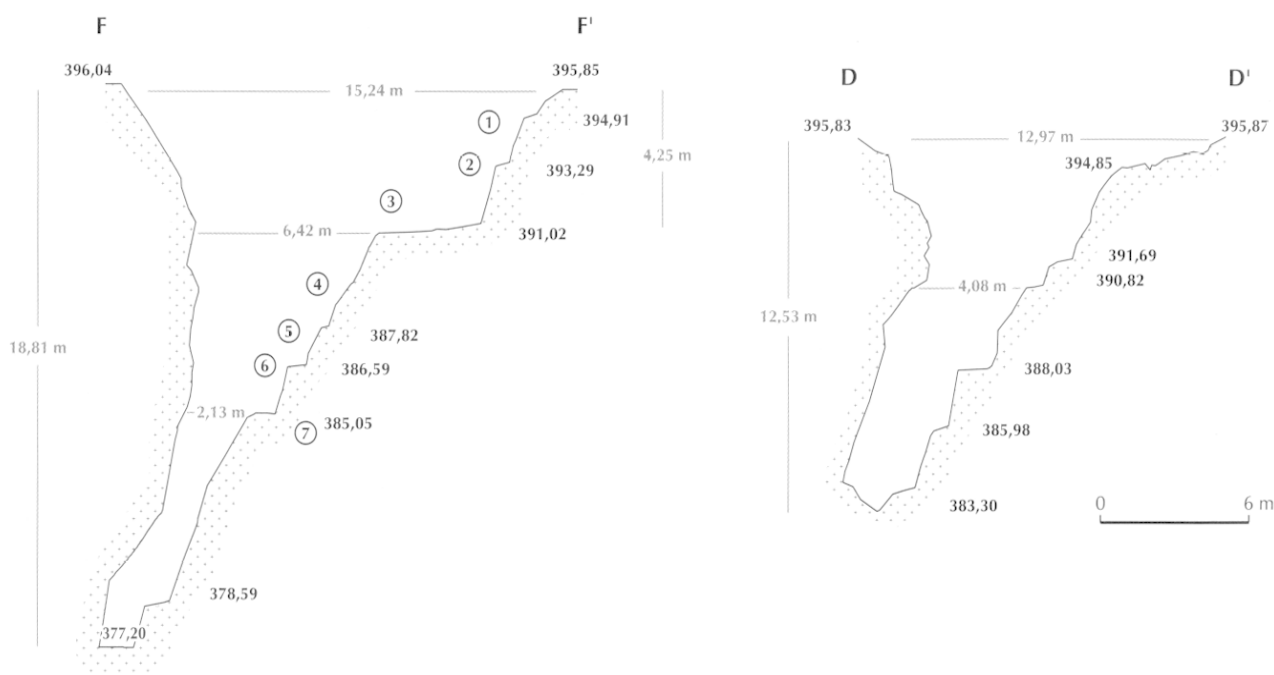 F F'
396,04 395,85
15,24 m
① 394,91
② 393,29
4,25 m
③
6,42 m 391,02
④
⑤ 387,82
⑥ 386,59
18,81 m
2,13 m 385,05
⑦
378,59
377,20
D D'
395,83 395,87
12,97 m
394,85
391,69
4,08 m 390,82
12,53 m
388,03
385,98
383,30
0 6 m